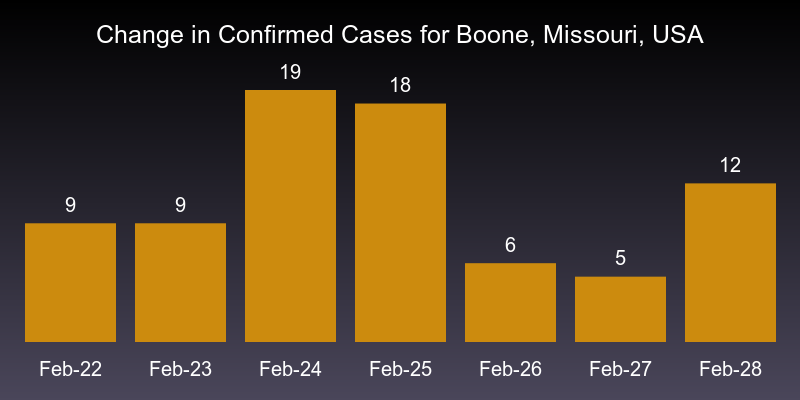 Change in Confirmed Cases for Boone, Missouri, USA
9 9 19 18 6 5 12
Feb-22 Feb-23 Feb-24 Feb-25 Feb-26 Feb-27 Feb-28